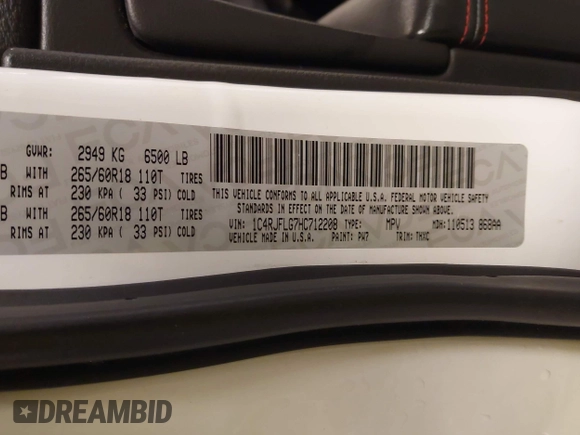 GVWR: 2949 KG 6500 LB
B WITH 265/60R18 110T TIRES
RIMS AT 230 KPA ( 33 PSI) COLD
B WITH 265/60R18 110T TIRES
RIMS AT 230 KPA ( 33 PSI) COLD
THIS VEHICLE CONFORMS TO ALL APPLICABLE U.S.A. FEDERAL MOTOR VEHICLE SAFETY
STANDARDS IN EFFECT ON THE DATE OF MANUFACTURE SHOWN ABOVE.
VIN: 1C4RJFLG7HC712208 TYPE: MPV MDH: 110513 868AA
VEHICLE MADE IN U.S.A. PAINT: PW7 TRIM: THXC
DREAMBID